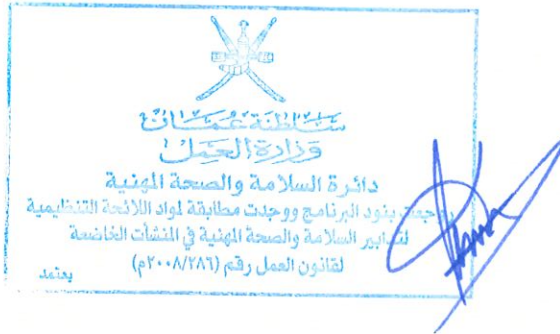 سلطنة عمان
وزارة العمل
دائرة السلامة والصحة المهنية
بنود البرنامج ووجدت مطابقة لمواد اللائحة التنظيمية
لتدابير السلامة والصحة المهنية في المنشآت الخاضعة
لقانون العمل رقم (٢٠٠٨/٢٨٦م)
يعتمد